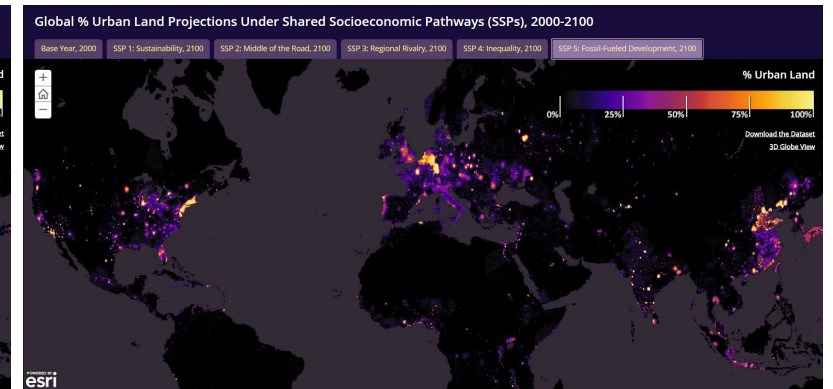 Global % Urban Land Projections Under Shared Socioeconomic Pathways (SSPs), 2000-2100
Base Year, 2000
SSP 1: Sustainability, 2100
SSP 2: Middle of the Road, 2100
SSP 3: Regional Rivalry, 2100
SSP 4: Inequality, 2100
SSP 5: Fossil-Fueled Development, 2100
+
−
% Urban Land
0% 25% 50% 75% 100%
Download the Dataset
3D Globe View
POWERED BY
esri